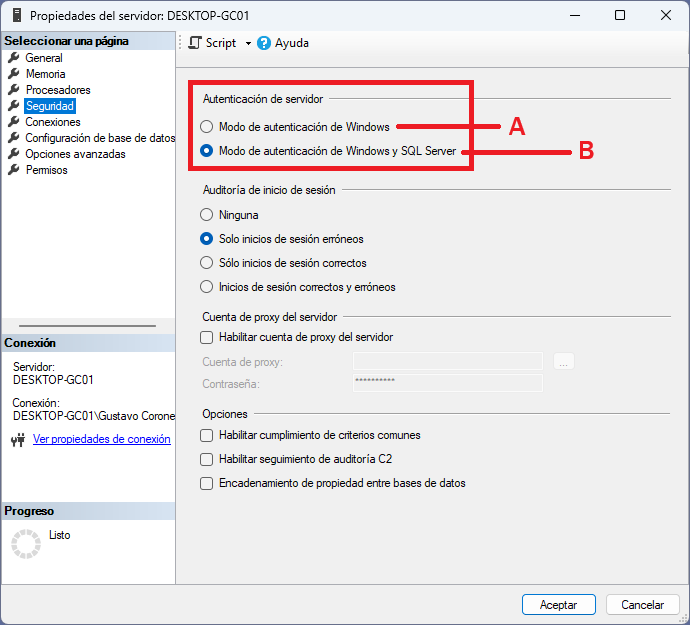 Propiedades del servidor: DESKTOP-GC01
Seleccionar una página
General
Memoria
Procesadores
Seguridad
Conexiones
Configuración de base de datos
Opciones avanzadas
Permisos
Script
? Ayuda
Autenticación de servidor
Modo de autenticación de Windows
A
Modo de autenticación de Windows y SQL Server
B
Auditoría de inicio de sesión
Ninguna
Solo inicios de sesión erróneos
Sólo inicios de sesión correctos
Inicios de sesión correctos y erróneos
Cuenta de proxy del servidor
Habilitar cuenta de proxy del servidor
Cuenta de proxy:
...
Contraseña:
**********
Opciones
Habilitar cumplimiento de criterios comunes
Habilitar seguimiento de auditoría C2
Encadenamiento de propiedad entre bases de datos
Conexión
Servidor:
DESKTOP-GC01
Conexión:
DESKTOP-GC01\Gustavo Corone
Ver propiedades de conexión
Progreso
Listo
Aceptar
Cancelar